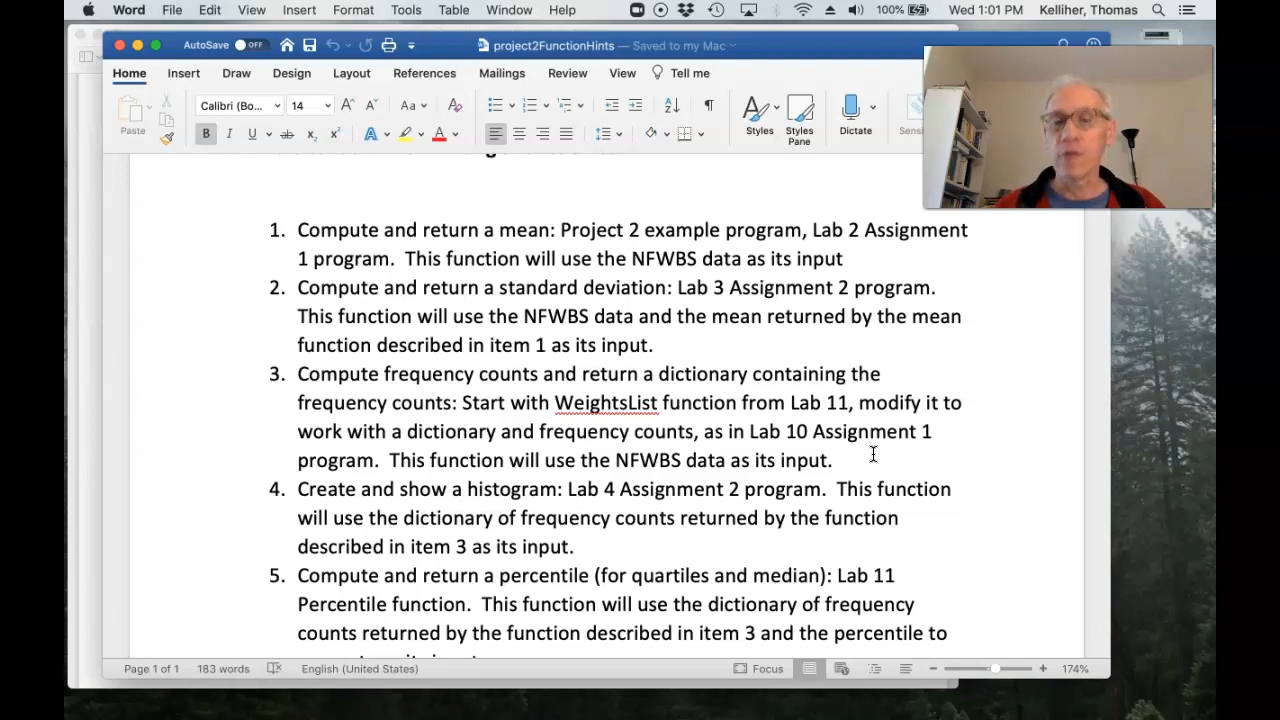 Word File Edit View Insert Format Tools Table Window Help 100% Wed 1:01 PM Kelliher, Thomas
AutoSave OFF project2FunctionHints — Saved to my Mac
Home Insert Draw Design Layout References Mailings Review View Tell me
Paste Calibri (Bo... 14 Styles Styles Pane Dictate
1. Compute and return a mean: Project 2 example program, Lab 2 Assignment
1 program. This function will use the NFWBS data as its input
2. Compute and return a standard deviation: Lab 3 Assignment 2 program.
This function will use the NFWBS data and the mean returned by the mean
function described in item 1 as its input.
3. Compute frequency counts and return a dictionary containing the
frequency counts: Start with WeightsList function from Lab 11, modify it to
work with a dictionary and frequency counts, as in Lab 10 Assignment 1
program. This function will use the NFWBS data as its input.
4. Create and show a histogram: Lab 4 Assignment 2 program. This function
will use the dictionary of frequency counts returned by the function
described in item 3 as its input.
5. Compute and return a percentile (for quartiles and median): Lab 11
Percentile function. This function will use the dictionary of frequency
counts returned by the function described in item 3 and the percentile to
Page 1 of 1 183 words English (United States) Focus 174%